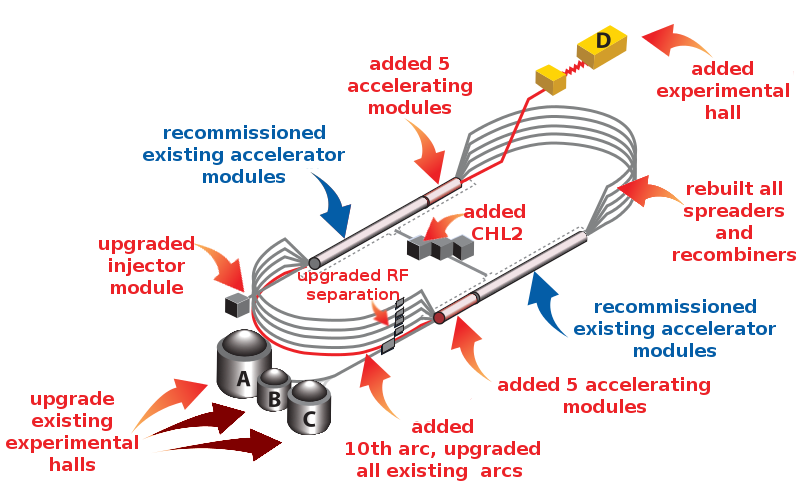 D
added 5
accelerating
modules
added
experimental
hall
recommissioned
existing accelerator
modules
rebuilt all
spreaders
and
recombiners
added
CHL2
upgraded
injector
module
upgraded RF
separation
recommissioned
existing accelerator
modules
A
B
C
added 5 accelerating
modules
upgrade
existing
experimental
halls
added
10th arc, upgraded
all existing arcs